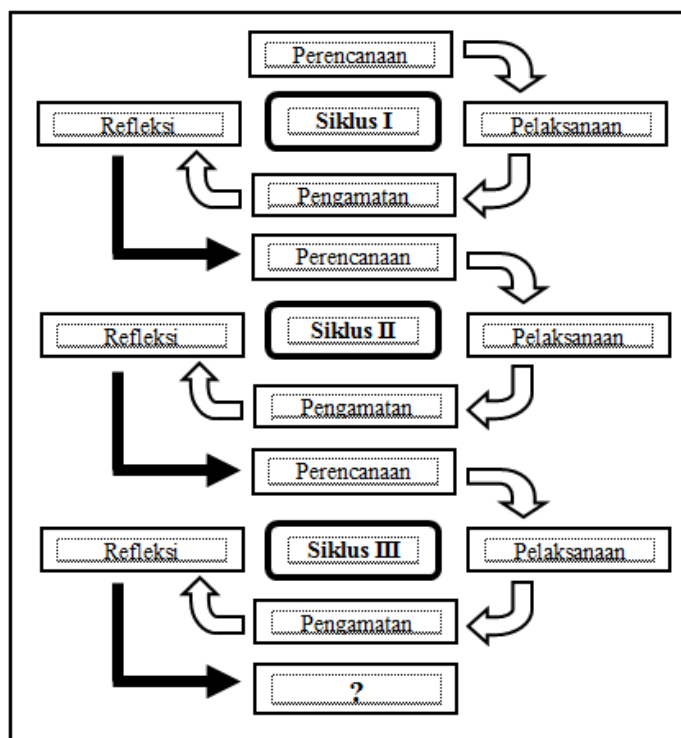 Perencanaan
Refleksi
Siklus I
Pelaksanaan
Pengamatan
Perencanaan
Refleksi
Siklus II
Pelaksanaan
Pengamatan
Perencanaan
Refleksi
Siklus III
Pelaksanaan
Pengamatan
?